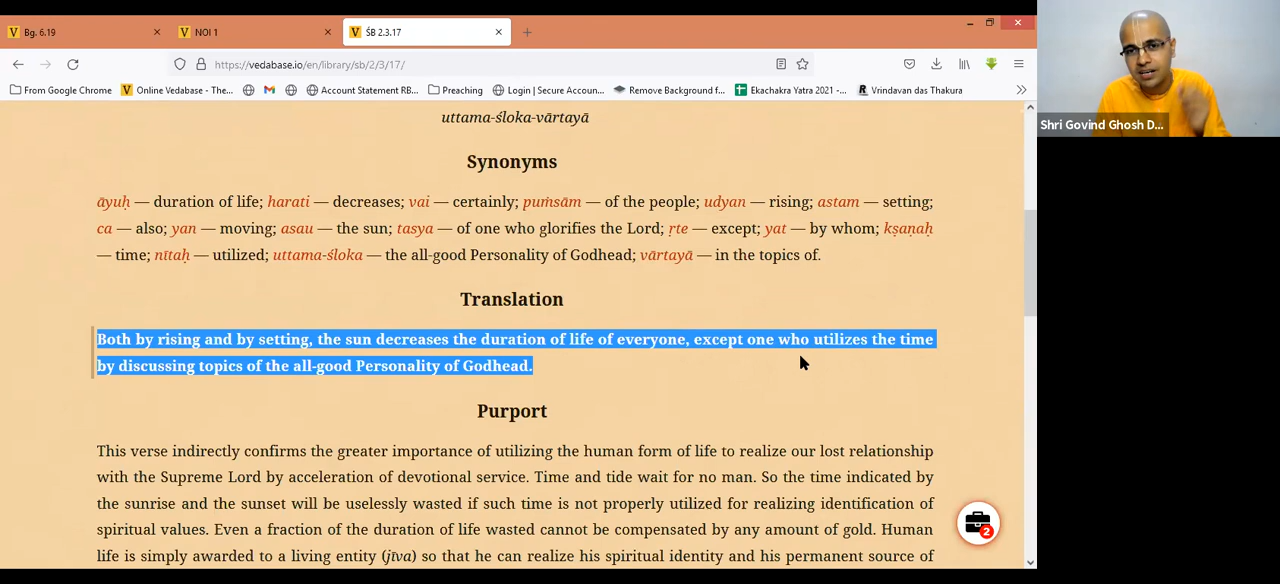 Bg. 6.19
NOI 1
ŚB 2.3.17
https://vedabase.io/en/library/sb/2/3/17/
From Google Chrome
Online Vedabase - The...
Account Statement RB...
Preaching
Login | Secure Accoun...
Remove Background f...
Ekachakra Yatra 2021 -...
Vrindavan das Thakura
Shri Govind Ghosh D...
uttama-śloka-vārtayā
Synonyms
āyuḥ — duration of life; harati — decreases; vai — certainly; puṁsām — of the people; udyan — rising; astam — setting;
ca — also; yan — moving; asau — the sun; tasya — of one who glorifies the Lord; ṛte — except; yat — by whom; kṣaṇaḥ
— time; nītaḥ — utilized; uttama-śloka — the all-good Personality of Godhead; vārtayā — in the topics of.
Translation
Both by rising and by setting, the sun decreases the duration of life of everyone, except one who utilizes the time
by discussing topics of the all-good Personality of Godhead.
Purport
This verse indirectly confirms the greater importance of utilizing the human form of life to realize our lost relationship
with the Supreme Lord by acceleration of devotional service. Time and tide wait for no man. So the time indicated by
the sunrise and the sunset will be uselessly wasted if such time is not properly utilized for realizing identification of
spiritual values. Even a fraction of the duration of life wasted cannot be compensated by any amount of gold. Human
life is simply awarded to a living entity (jīva) so that he can realize his spiritual identity and his permanent source of
2